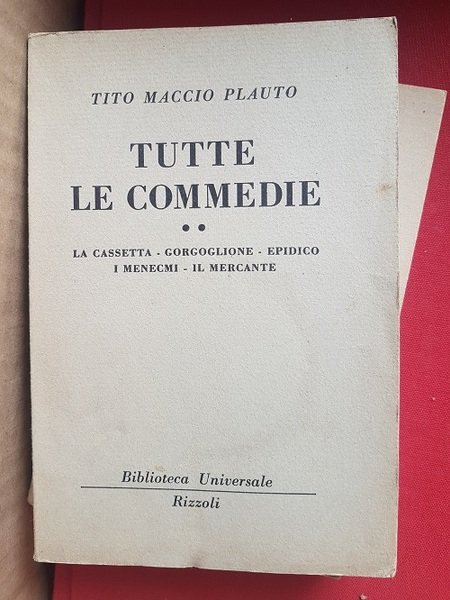 TITO MACCIO PLAUTO
TUTTE
LE COMMEDIE
••
LA CASSETTA - GORGOGLIONE - EPIDICO
I MENECMI - IL MERCANTE
Biblioteca Universale
Rizzoli